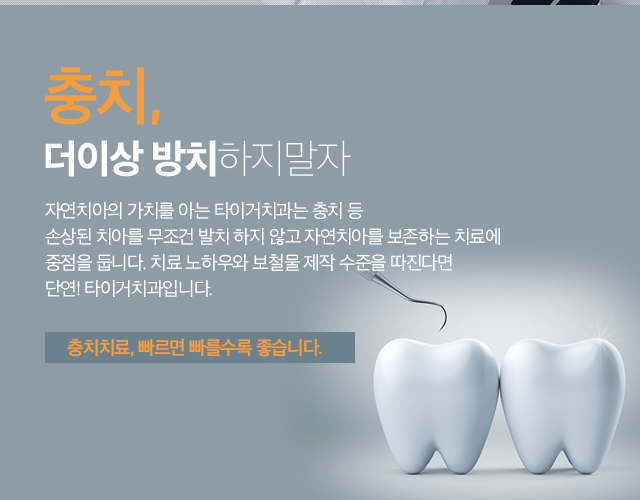 충치,
더이상 방치하지말자
자연치아의 가치를 아는 타이거치과는 충치 등
손상된 치아를 무조건 발치 하지 않고 자연치아를 보존하는 치료에
중점을 둡니다. 치료 노하우와 보철물 제작 수준을 따진다면
단연! 타이거치과입니다.
충치치료, 빠르면 빠를수록 좋습니다.